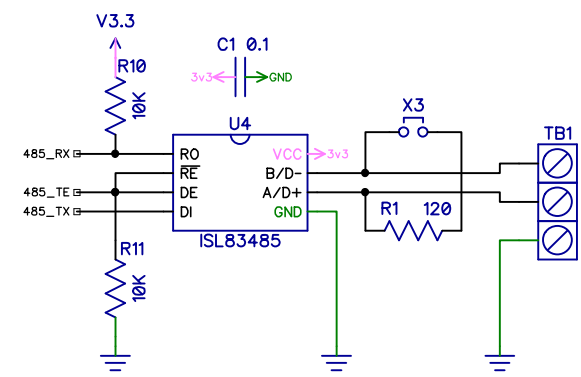 V3.3
C1 0.1
R10
3v3
GND
10K
U4
X3
TB1
485_RX
RO
VCC
3v3
RE
B/D-
485_TE
DE
A/D+
485_TX
DI
GND
R1 120
ISL83485
R11
10K